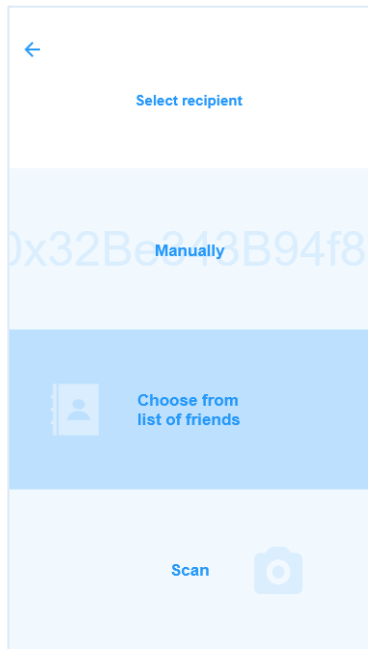 Select recipient
0x32Be343B94f8
Manually
Choose from
list of friends
Scan